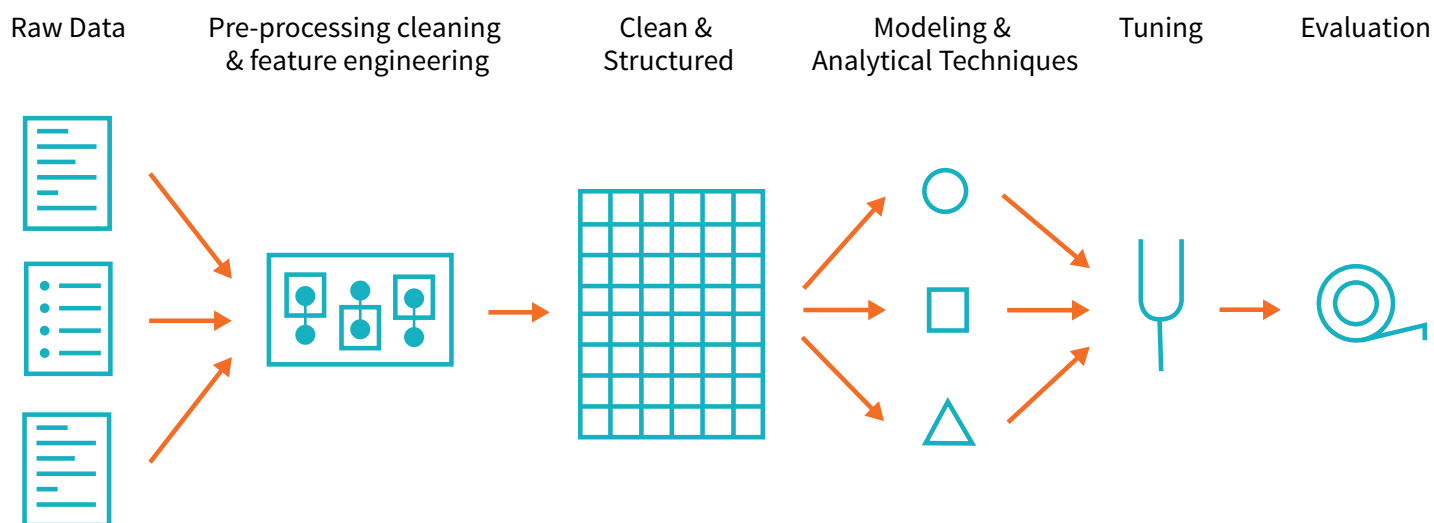 Raw Data
Pre-processing cleaning
& feature engineering
Clean &
Structured
Modeling &
Analytical Techniques
Tuning
Evaluation